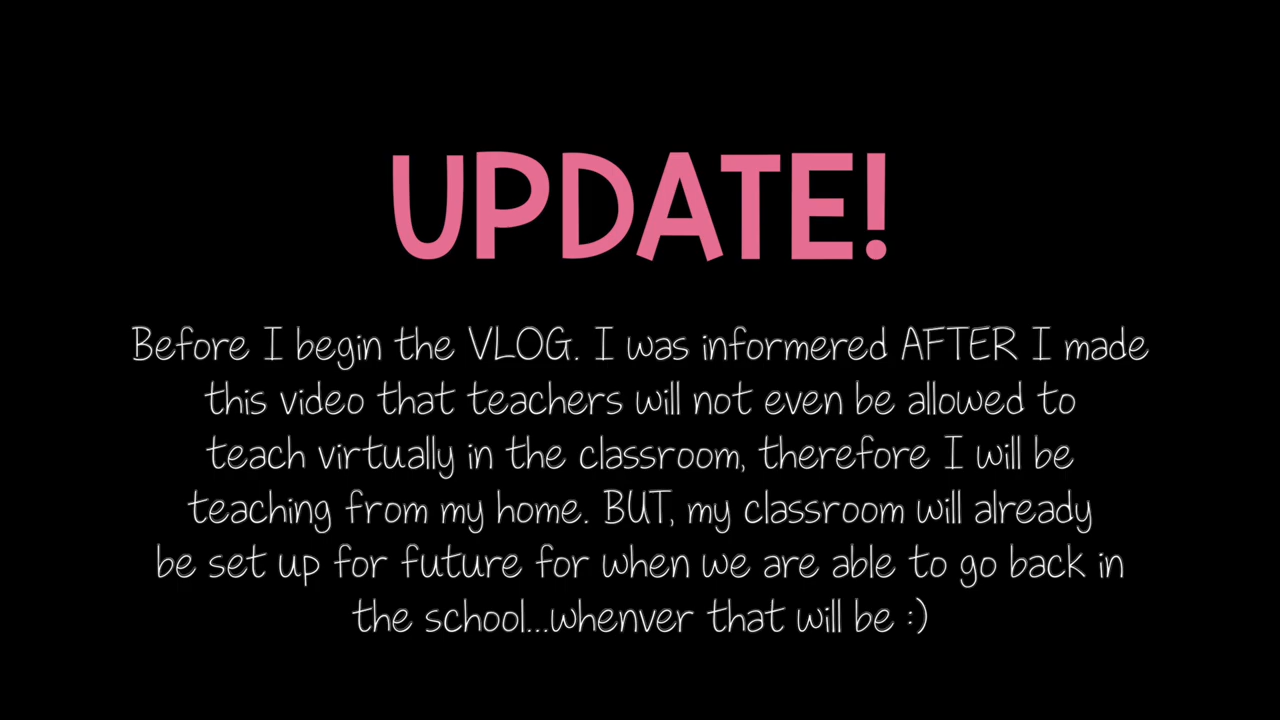 UPDATE!
Before I begin the VLOG. I was informered AFTER I made
this video that teachers will not even be allowed to
teach virtually in the classroom, therefore I will be
teaching from my home. BUT, my classroom will already
be set up for future for when we are able to go back in
the school...whenver that will be :)